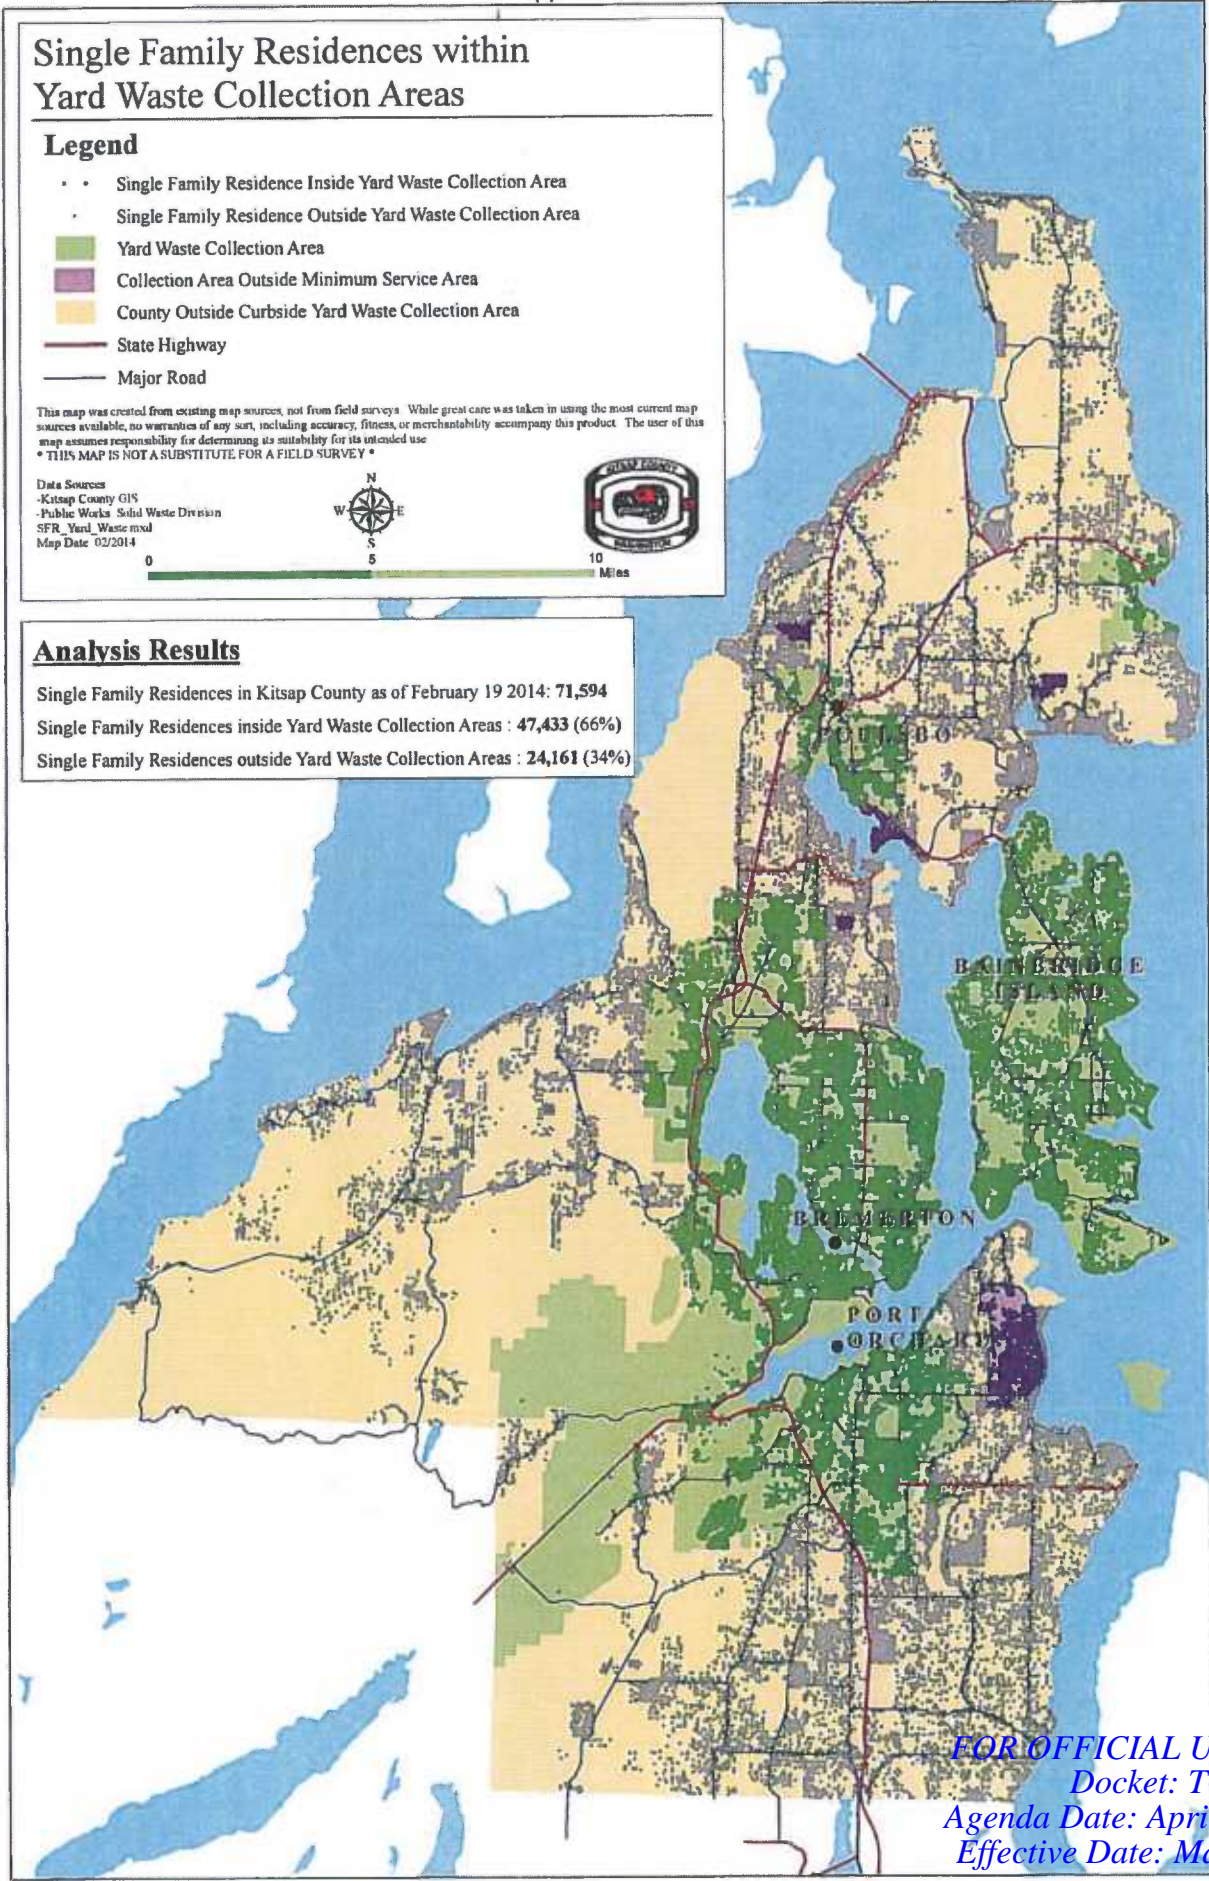 Single Family Residences within
Yard Waste Collection Areas
Legend
Single Family Residence Inside Yard Waste Collection Area
Single Family Residence Outside Yard Waste Collection Area
Yard Waste Collection Area
Collection Area Outside Minimum Service Area
County Outside Curbside Yard Waste Collection Area
State Highway
Major Road
This map was created from existing map sources, not from field surveys. While great care was taken in using the most current map
sources available, no warranties of any sort, including accuracy, fitness, or merchantability accompany this product. The user of this
map assumes responsibility for determining its suitability for its intended use
* THIS MAP IS NOT A SUBSTITUTE FOR A FIELD SURVEY *
Data Sources
-Kitsap County GIS
-Public Works Solid Waste Division
SFR_Yard_Waste mxd
Map Date 02/2014
N
W E
S
KITSAP COUNTY
WASHINGTON
0 5 10
Miles
Analysis Results
Single Family Residences in Kitsap County as of February 19 2014: 71,594
Single Family Residences inside Yard Waste Collection Areas : 47,433 (66%)
Single Family Residences outside Yard Waste Collection Areas : 24,161 (34%)
POULSBO
BAINBRIDGE
ISLAND
BREMERTON
PORT
ORCHARD
FOR OFFICIAL U
Docket: T
Agenda Date: Apri
Effective Date: Ma